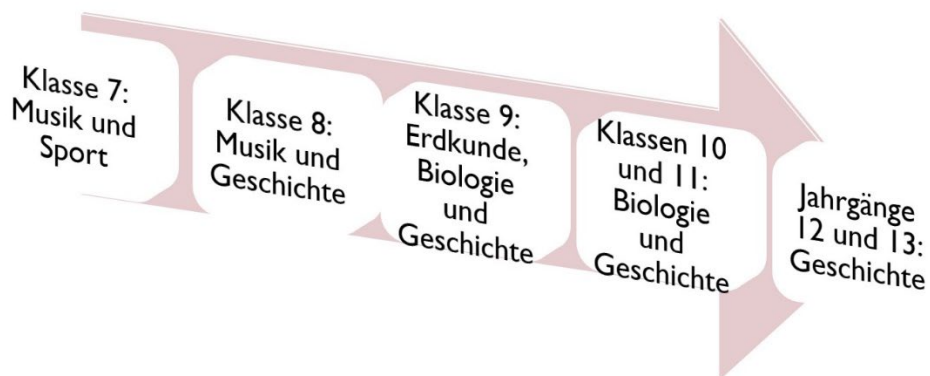 Klasse 7:
Musik und
Sport
Klasse 8:
Musik und
Geschichte
Klasse 9:
Erdkunde,
Biologie
und
Geschichte
Klassen 10
und 11:
Biologie
und
Geschichte
Jahrgänge
12 und 13:
Geschichte